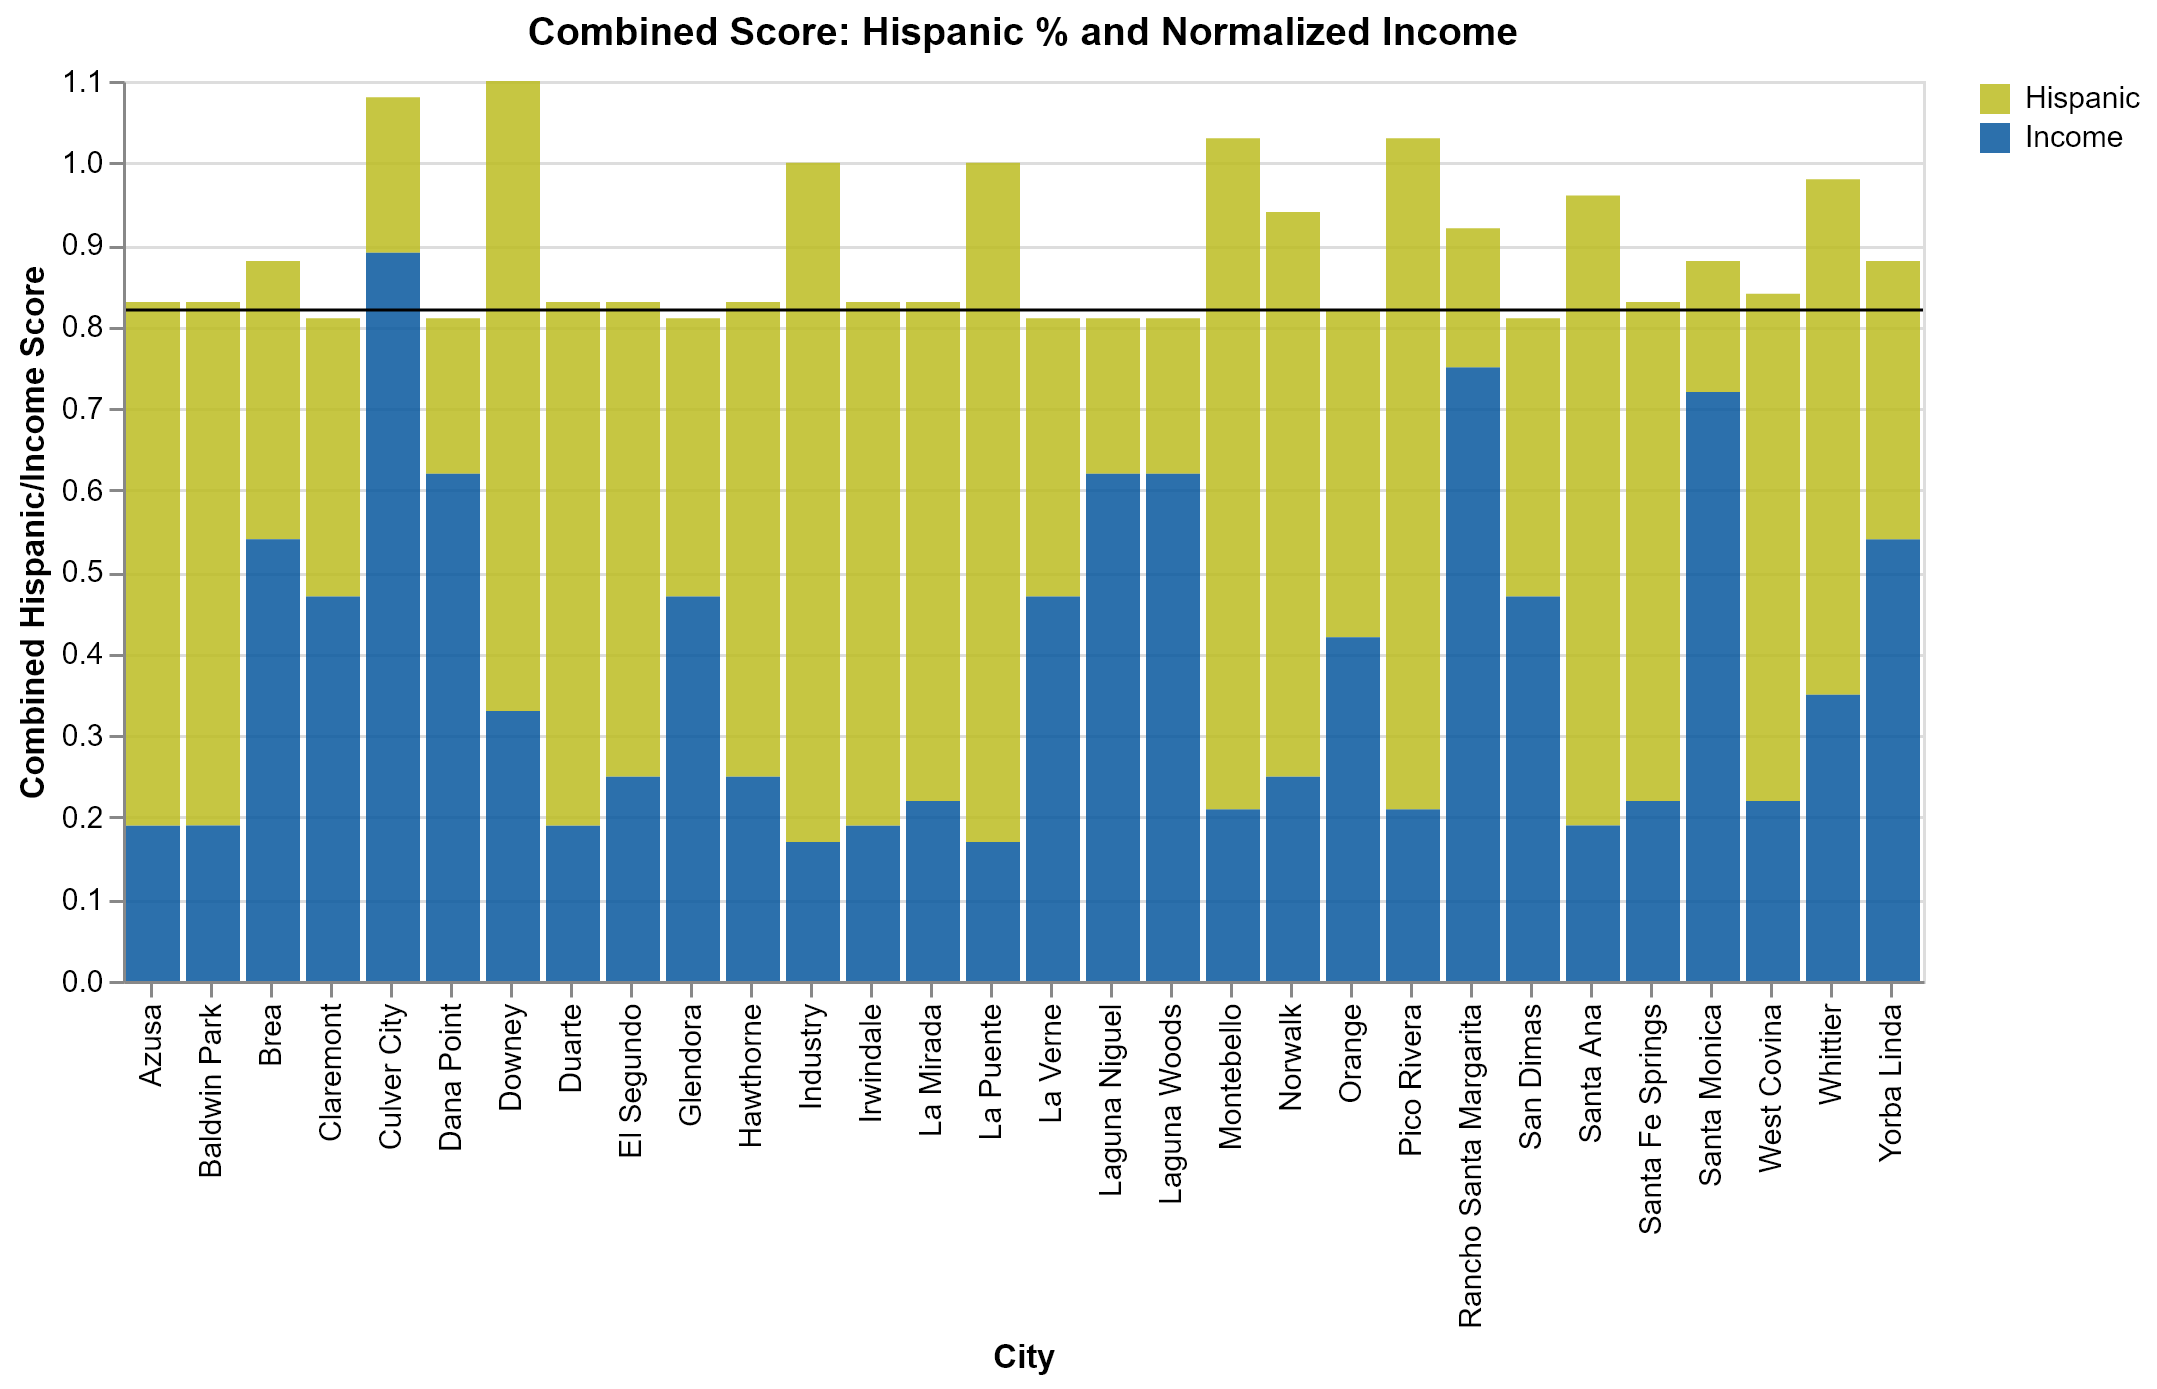 Combined Score: Hispanic % and Normalized Income
Hispanic
Income
Combined Hispanic/Income Score
1.1
1.0
0.9
0.8
0.7
0.6
0.5
0.4
0.3
0.2
0.1
0.0
Azusa
Baldwin Park
Brea
Claremont
Culver City
Dana Point
Downey
Duarte
El Segundo
Glendora
Hawthorne
Industry
Irwindale
La Mirada
La Puente
La Verne
Laguna Niguel
Laguna Woods
Montebello
Norwalk
Orange
Pico Rivera
Rancho Santa Margarita
San Dimas
Santa Ana
Santa Fe Springs
Santa Monica
West Covina
Whittier
Yorba Linda
City